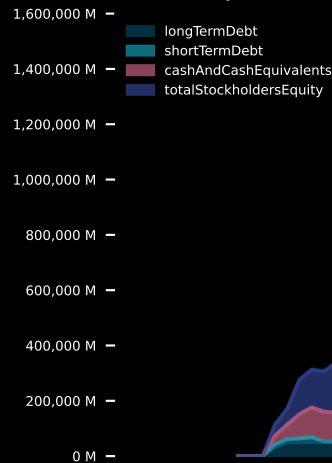 1,600,000 M
longTermDebt
shortTermDebt
1,400,000 M
cashAndCashEquivalents
totalStockholdersEquity
1,200,000 M
1,000,000 M
800,000 M
600,000 M
400,000 M
200,000 M
0 M